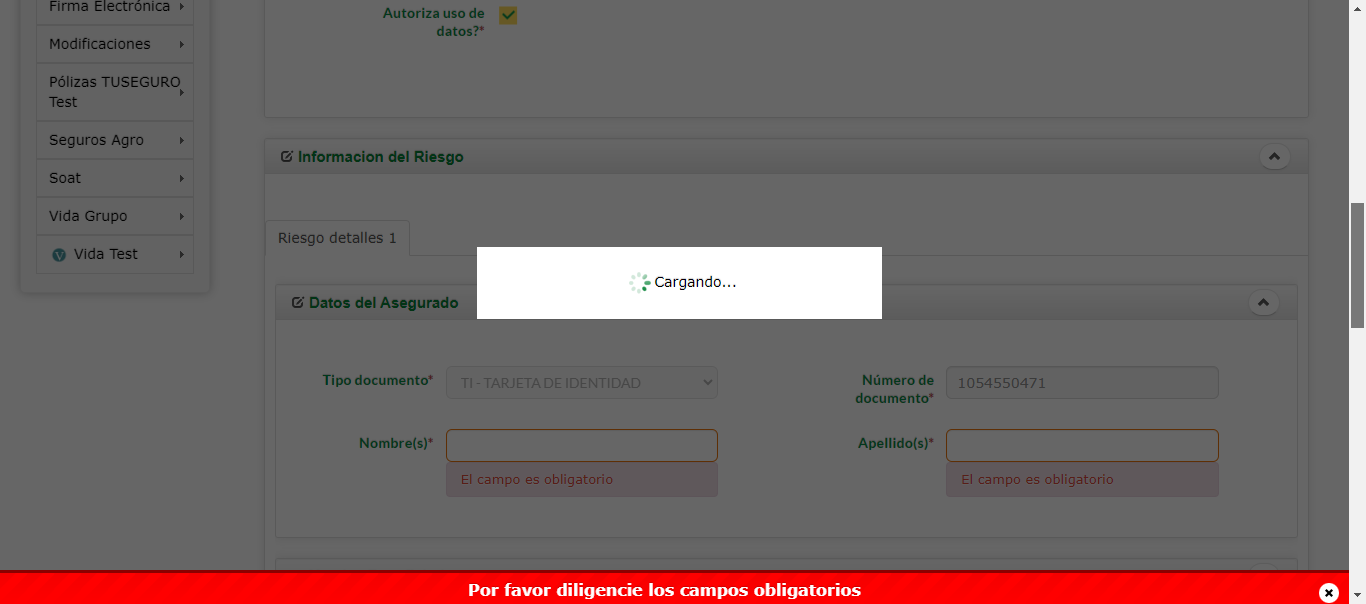 Firma Electrónica
Modificaciones
Pólizas TUSEGURO
Test
Seguros Agro
Soat
Vida Grupo
Vida Test
Autoriza uso de
datos?*
Informacion del Riesgo
Riesgo detalles 1
Cargando...
Datos del Asegurado
Tipo documento*
TI - TARJETA DE IDENTIDAD
Número de
documento*
1054550471
Nombre(s)*
El campo es obligatorio
Apellido(s)*
El campo es obligatorio
Por favor diligencie los campos obligatorios